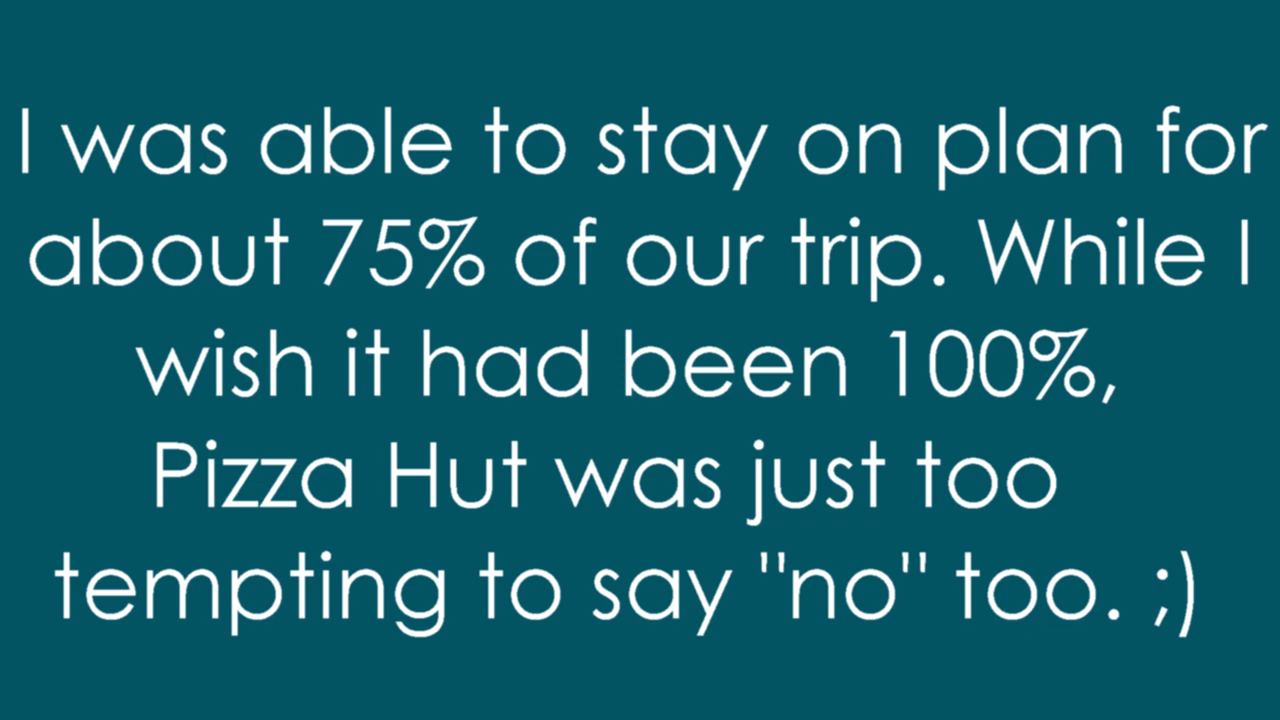 I was able to stay on plan for
about 75% of our trip. While I
wish it had been 100%,
Pizza Hut was just too
tempting to say "no" too. ;)